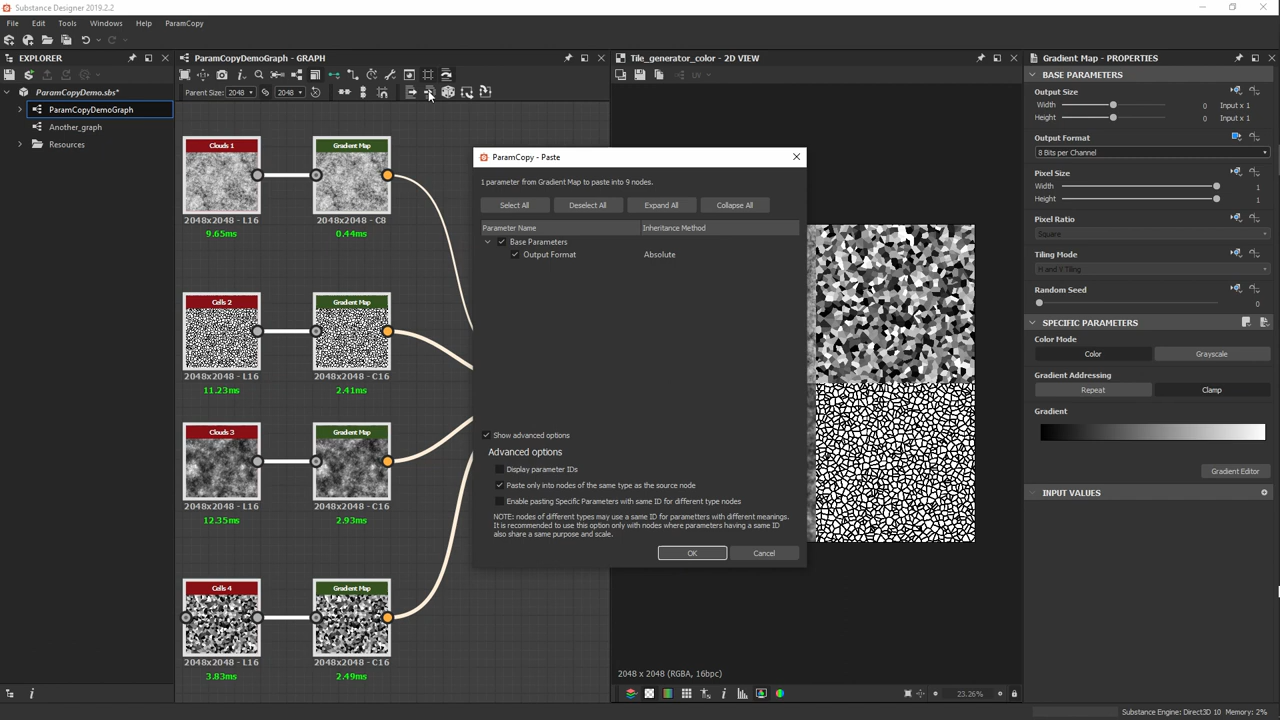 Substance Designer 2019.2.2
File Edit Tools Windows Help ParamCopy
EXPLORER
ParamCopyDemo.sbs*
ParamCopyDemoGraph
Another_graph
Resources
ParamCopyDemoGraph - GRAPH
Parent Size: 2048 2048
Clouds 1
2048x2048 - L16
9.65ms
Gradient Map
2048x2048 - C8
0.44ms
Cells 2
2048x2048 - L16
11.23ms
Gradient Map
2048x2048 - C16
2.41ms
Clouds 3
2048x2048 - L16
12.35ms
Gradient Map
2048x2048 - C16
2.93ms
Cells 4
2048x2048 - L16
3.83ms
Gradient Map
2048x2048 - C16
2.49ms
ParamCopy - Paste
1 parameter from Gradient Map to paste into 9 nodes.
Select All Deselect All Expand All Collapse All
Parameter Name Inheritance Method
Base Parameters
Output Format Absolute
Show advanced options
Advanced options
Display parameter IDs
Paste only into nodes of the same type as the source node
Enable pasting Specific Parameters with same ID for different type nodes
NOTE: nodes of different types may use a same ID for parametters with different meanings.
It is recommended to use this option only with nodes where parameters having a same ID
also share a same purpose and scale.
OK Cancel
Tile_generator_color - 2D VIEW
UV
2048 x 2048 (RGBA, 16bpc)
23.26%
Gradient Map - PROPERTIES
BASE PARAMETERS
Output Size
Width 0 Input x 1
Height 0 Input x 1
Output Format
8 Bits per Channel
Pixel Size
Width 1
Height 1
Pixel Ratio
Square
Tiling Mode
H and V Tiling
Random Seed
0
SPECIFIC PARAMETERS
Color Mode
Color Grayscale
Gradient Addressing
Repeat Clamp
Gradient
Gradient Editor
INPUT VALUES
Substance Engine: Direct3D 10 Memory: 2%